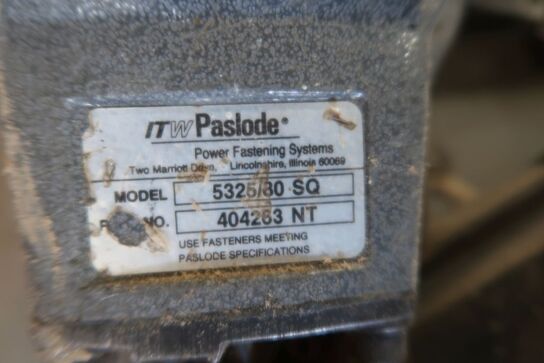 ITW Paslode®
Power Fastening Systems
Two Marriott Drive, Lincolnshire, Illinois 60069
MODEL 5325/80 SQ
NO. 404263 NT
USE FASTENERS MEETING
PASLODE SPECIFICATIONS